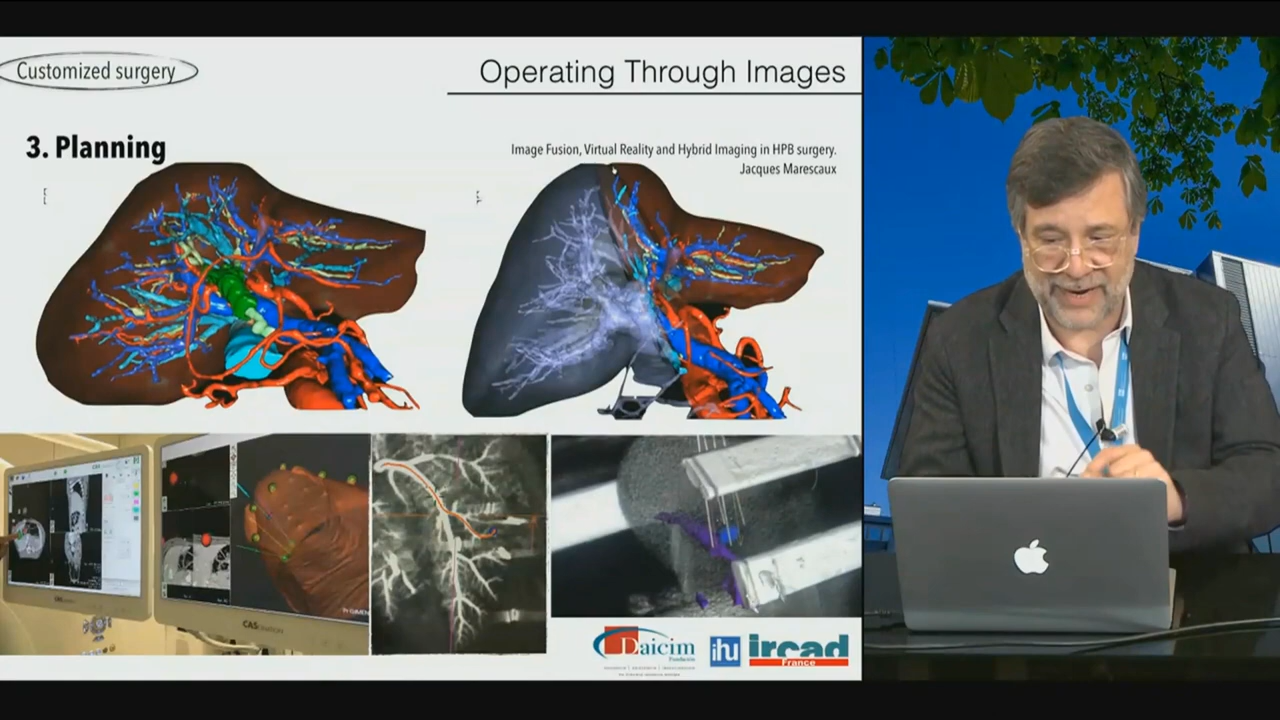 Customized surgery
Operating Through Images
3. Planning
Image Fusion, Virtual Reality and Hybrid Imaging in HPB surgery.
Jacques Marescaux
Daicim
Fundación
ihu
ircad
France